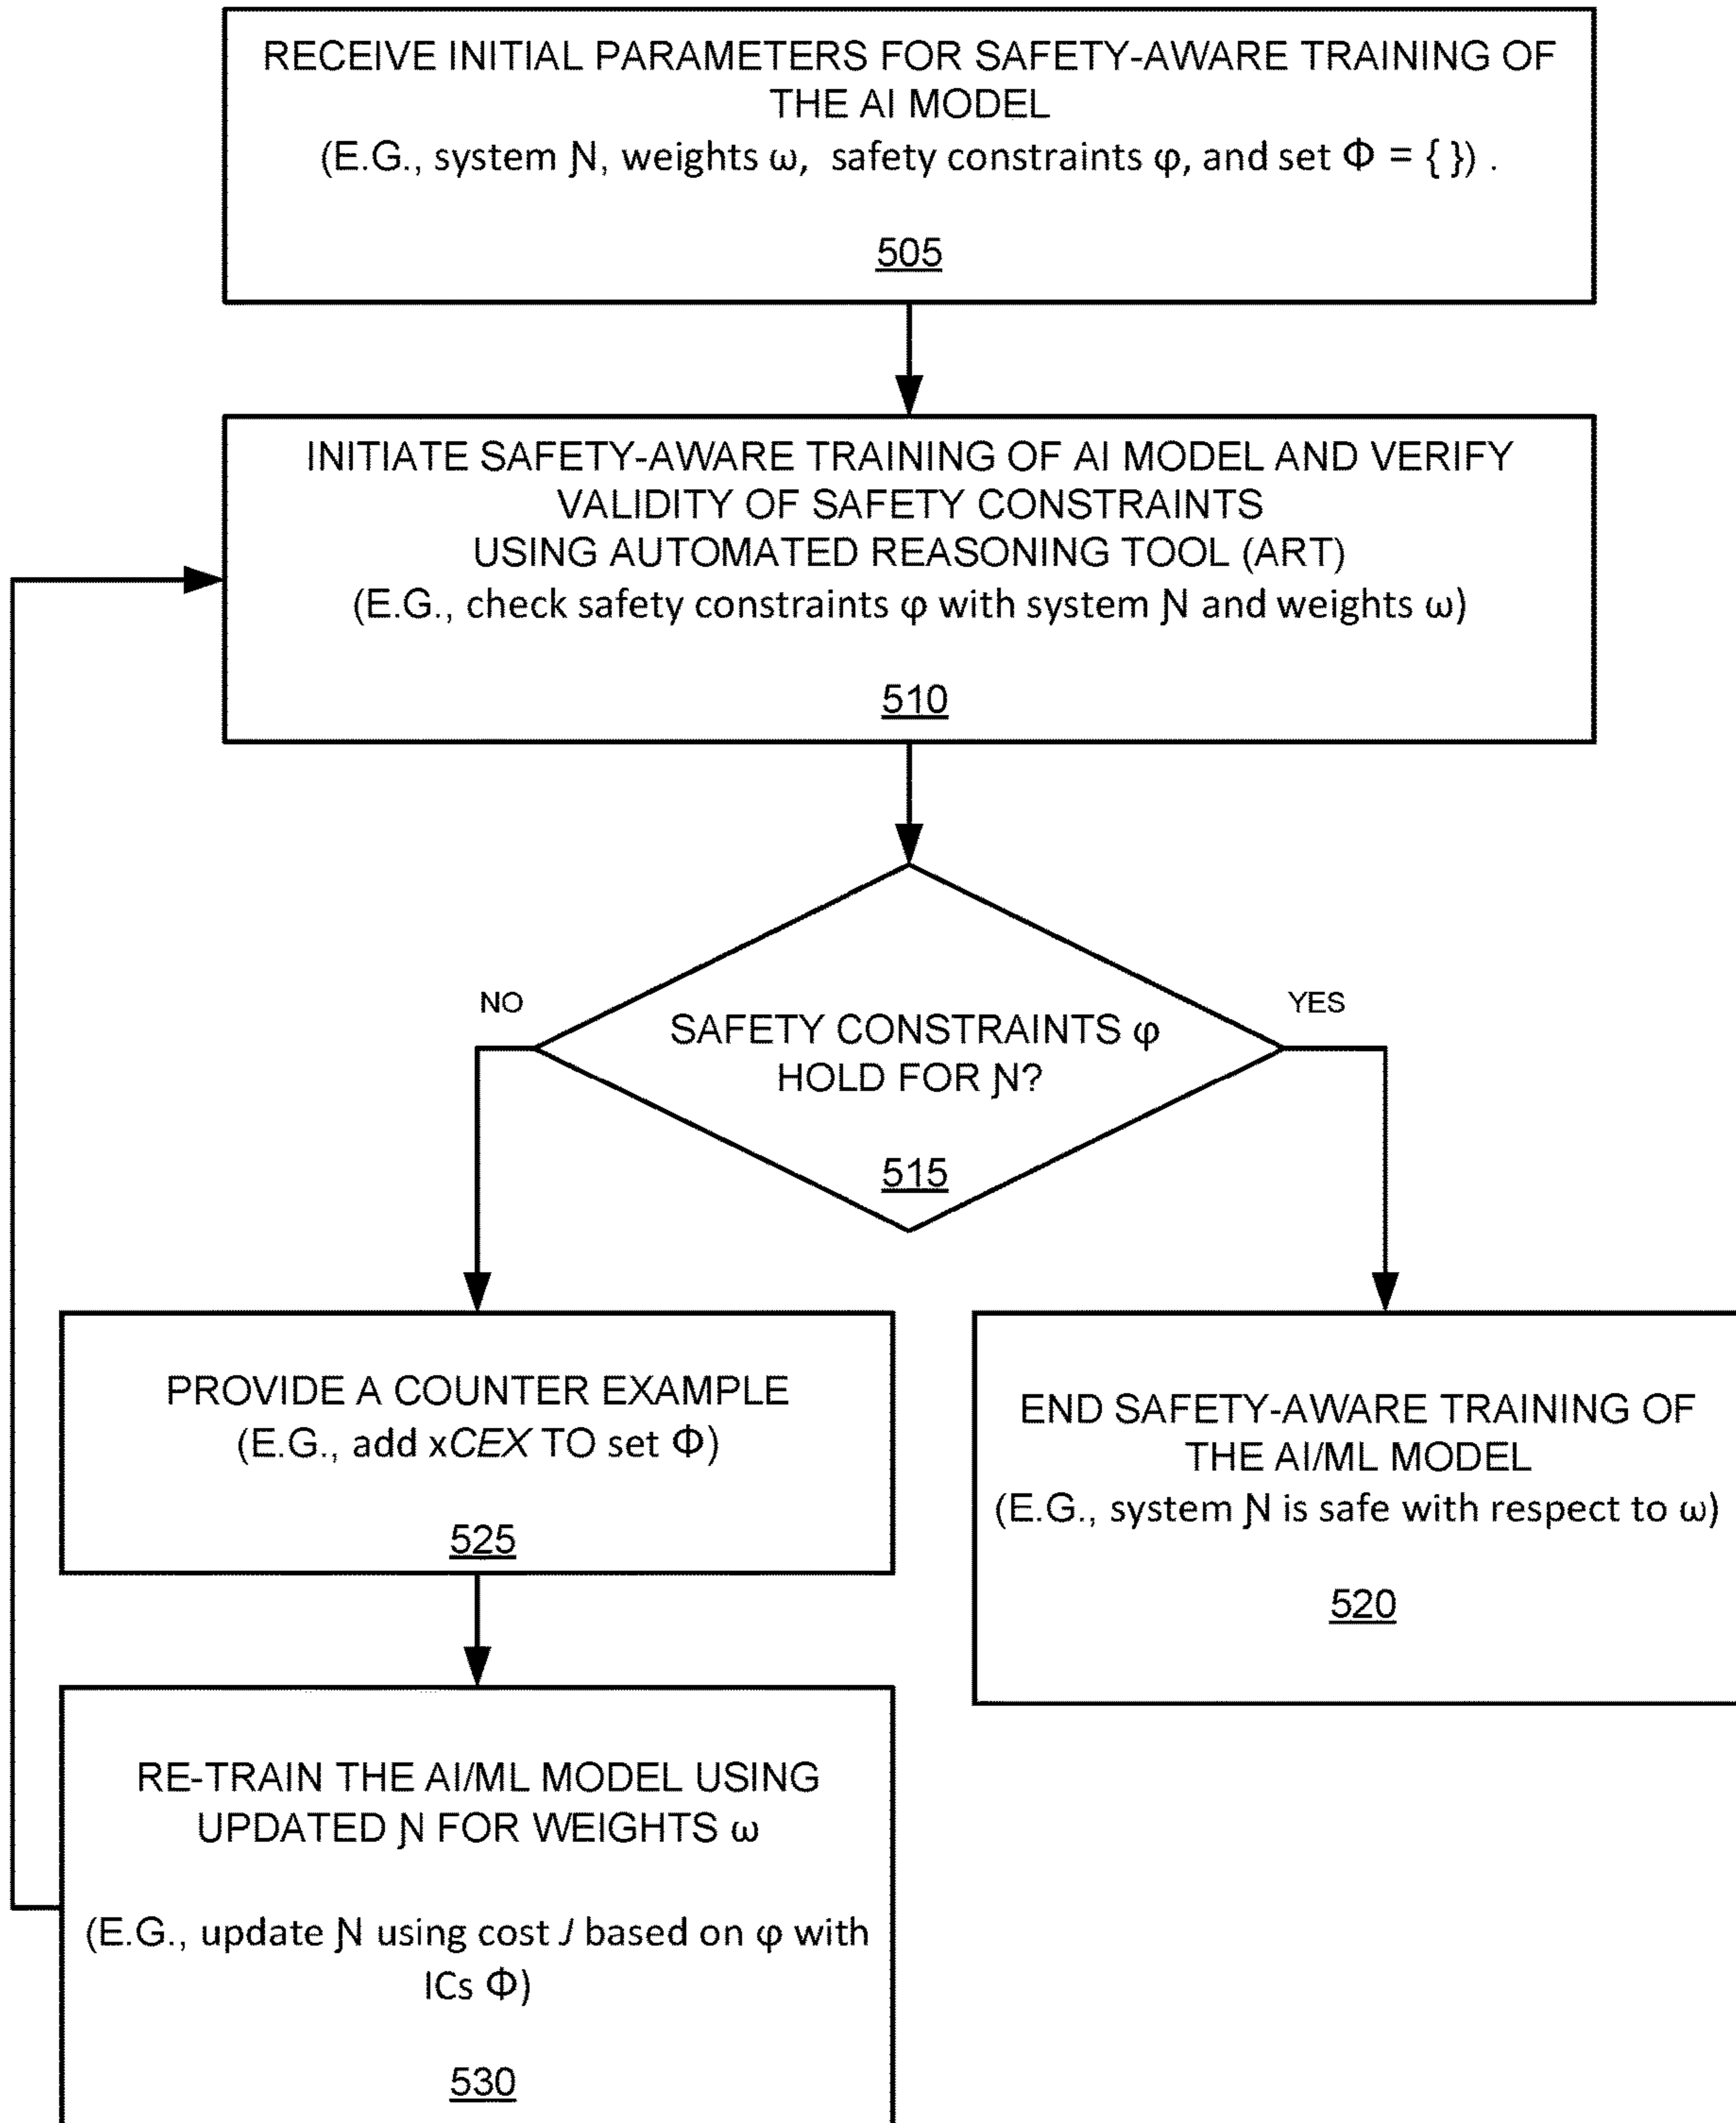 RECEIVE INITIAL PARAMETERS FOR SAFETY-AWARE TRAINING OF
THE AI MODEL
(E.G., system Ɲ, weights ω, safety constraints φ, and set Φ = { }) .
505
INITIATE SAFETY-AWARE TRAINING OF AI MODEL AND VERIFY
VALIDITY OF SAFETY CONSTRAINTS
USING AUTOMATED REASONING TOOL (ART)
(E.G., check safety constraints φ with system Ɲ and weights ω)
510
NO
YES
SAFETY CONSTRAINTS φ
HOLD FOR Ɲ?
515
PROVIDE A COUNTER EXAMPLE
(E.G., add xCEX TO set Φ)
525
END SAFETY-AWARE TRAINING OF
THE AI/ML MODEL
(E.G., system Ɲ is safe with respect to ω)
520
RE-TRAIN THE AI/ML MODEL USING
UPDATED Ɲ FOR WEIGHTS ω
(E.G., update Ɲ using cost J based on φ with
ICs Φ)
530